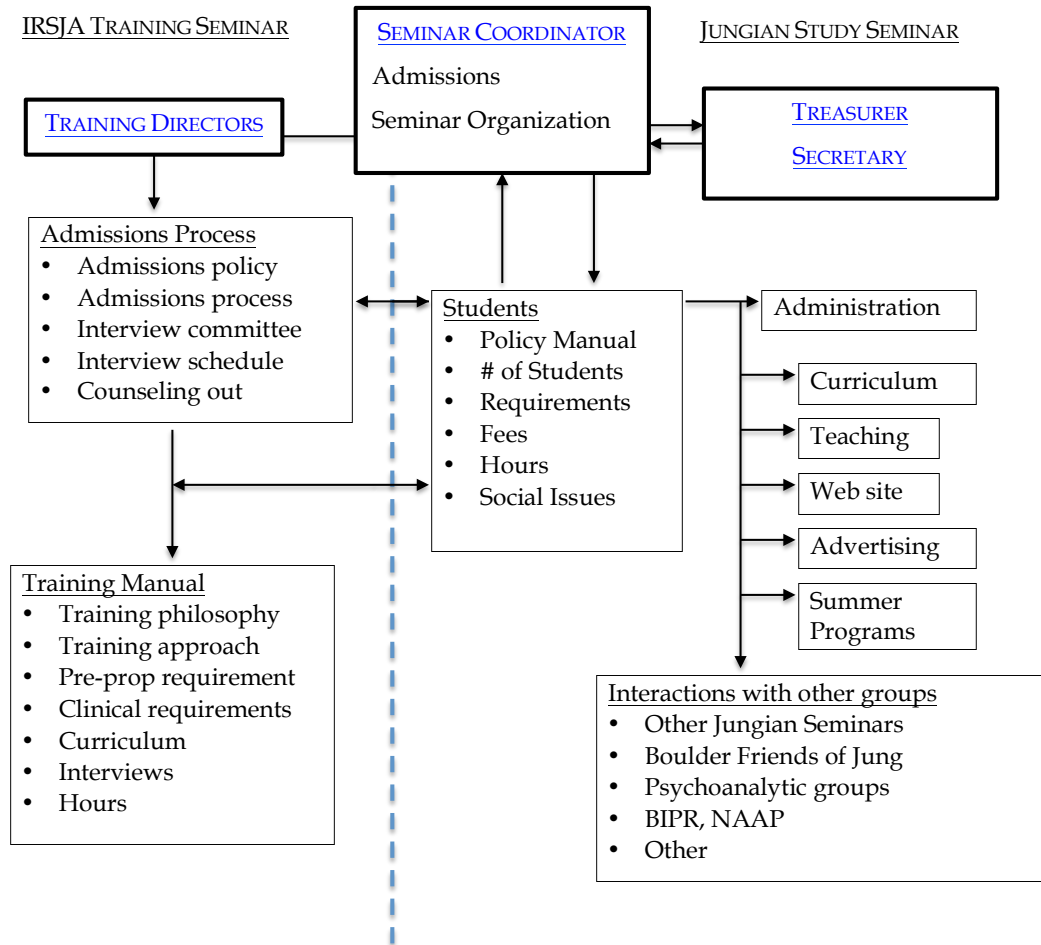 IRSJA TRAINING SEMINAR
SEMINAR COORDINATOR
Admissions
Seminar Organization
JUNGIAN STUDY SEMINAR
TRAINING DIRECTORS
TREASURER
SECRETARY
Admissions Process
• Admissions policy
• Admissions process
• Interview committee
• Interview schedule
• Counseling out
Students
• Policy Manual
• # of Students
• Requirements
• Fees
• Hours
• Social Issues
Administration
Curriculum
Teaching
Web site
Advertising
Summer
Programs
Training Manual
• Training philosophy
• Training approach
• Pre-prop requirement
• Clinical requirements
• Curriculum
• Interviews
• Hours
Interactions with other groups
• Other Jungian Seminars
• Boulder Friends of Jung
• Psychoanalytic groups
• BIPR, NAAP
• Other